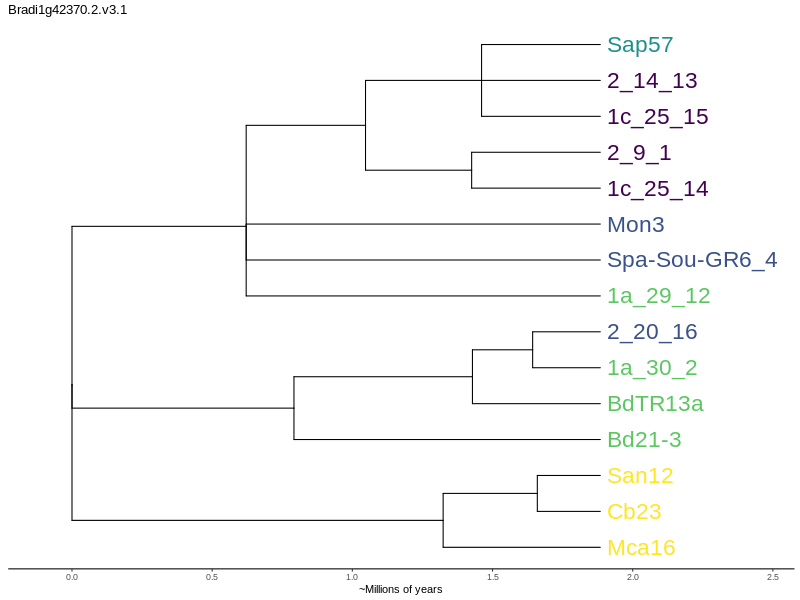 Bradi1g42370.2.v3.1
Sap57
2_14_13
1c_25_15
2_9_1
1c_25_14
Mon3
Spa-Sou-GR6_4
1a_29_12
2_20_16
1a_30_2
BdTR13a
Bd21-3
San12
Cb23
Mca16
0.0 0.5 1.0 1.5 2.0 2.5
~Millions of years